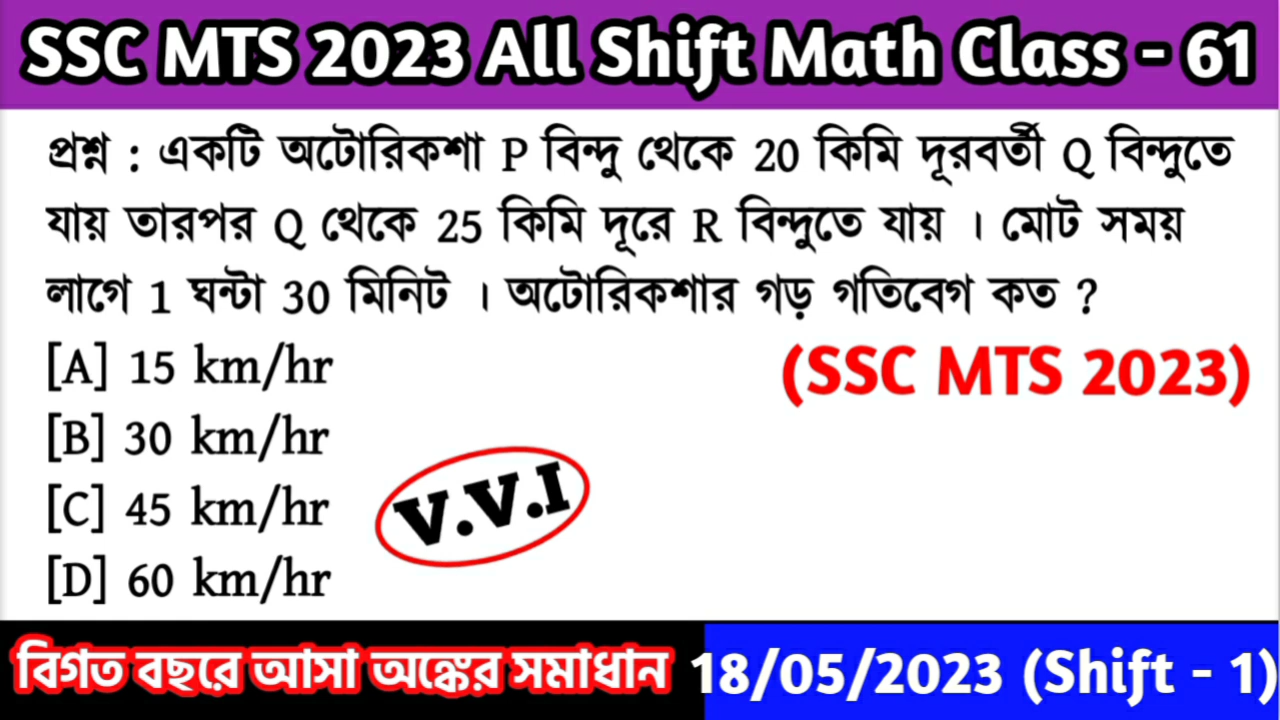 SSC MTS 2023 All Shift Math Class - 61
প্রশ্ন : একটি অটোরিকশা P বিন্দু থেকে 20 কিমি দূরবর্তী Q বিন্দুতে
যায় তারপর Q থেকে 25 কিমি দূরে R বিন্দুতে যায় । মোট সময়
লাগে 1 ঘন্টা 30 মিনিট । অটোরিকশার গড় গতিবেগ কত ?
[A] 15 km/hr
(SSC MTS 2023)
[B] 30 km/hr
[C] 45 km/hr
V.V.I
[D] 60 km/hr
বিগত বছরে আসা অঙ্কের সমাধান
18/05/2023 (Shift - 1)